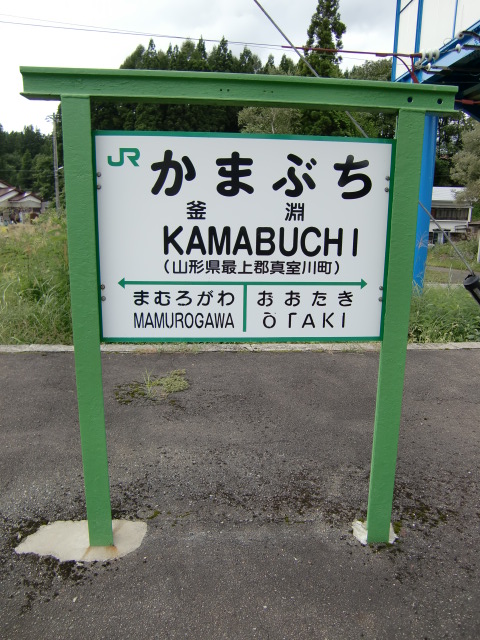 JR かまぶち
釜 淵
KAMABUCHI
(山形県最上郡真室川町)
まむろがわ おおたき
MAMUROGAWA ŌTAKI